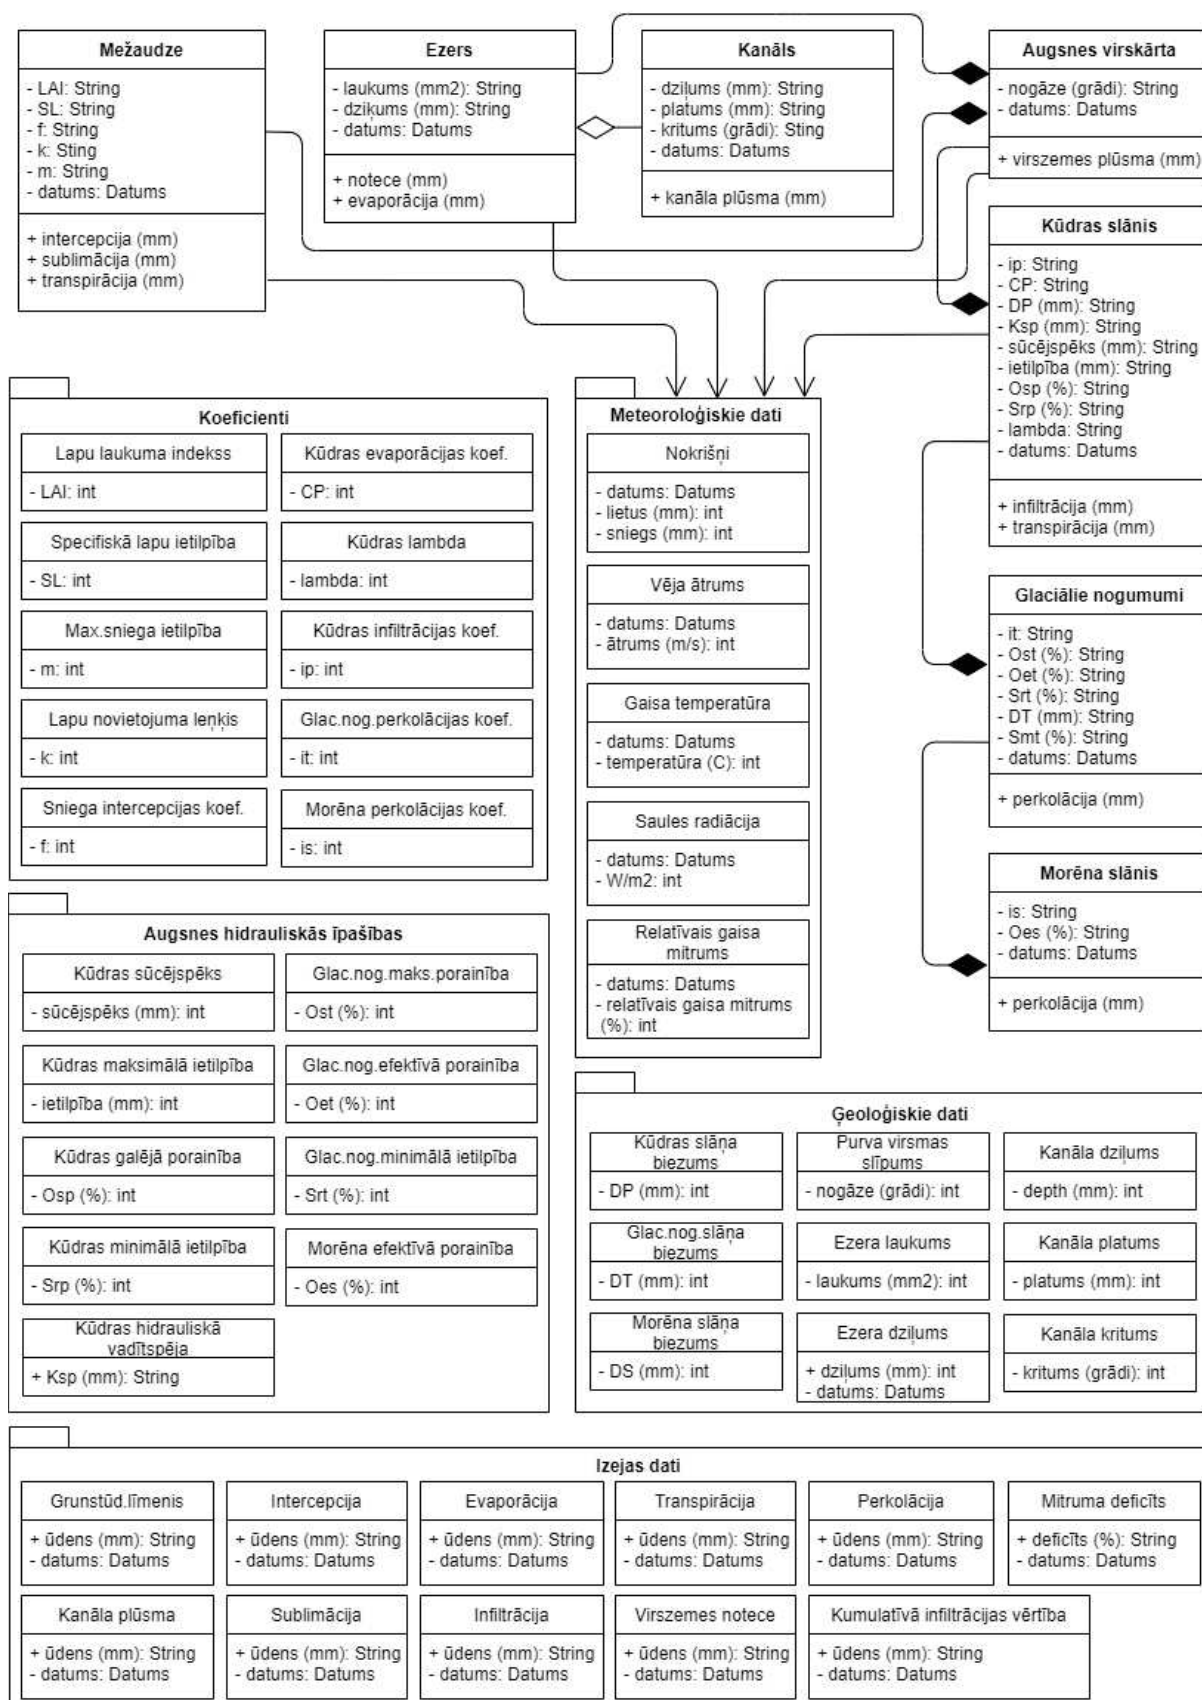 Mežaudze
- LAI: String
- SL: String
- f: String
- k: Sting
- m: String
- datums: Datums
+ intercepcija (mm)
+ sublimācija (mm)
+ transpirācija (mm)
Ezers
- laukums (mm2): String
- dziķums (mm): String
- datums: Datums
+ notece (mm)
+ evaporācija (mm)
Kanāls
- dziļums (mm): String
- platums (mm): String
- kritums (grādi): Sting
- datums: Datums
+ kanāla plūsma (mm)
Augsnes virskārta
- nogāze (grādi): String
- datums: Datums
+ virszemes plūsma (mm)
Kūdras slānis
- ip: String
- CP: String
- DP (mm): String
- Ksp (mm): String
- sūcējspēks (mm): String
- ietilpība (mm): String
- Osp (%): String
- Srp (%): String
- lambda: String
- datums: Datums
+ infiltrācija (mm)
+ transpirācija (mm)
Glaciālie nogumumi
- it: String
- Ost (%): String
- Oet (%): String
- Srt (%): String
- DT (mm): String
- Smt (%): String
- datums: Datums
+ perkolācija (mm)
Morēna slānis
- is: String
- Oes (%): String
- datums: Datums
+ perkolācija (mm)
Koeficienti
Lapu laukuma indekss
- LAI: int
Kūdras evaporācijas koef.
- CP: int
Specifiskā lapu ietilpība
- SL: int
Kūdras lambda
- lambda: int
Max.sniega ietilpība
- m: int
Kūdras infiltrācijas koef.
- ip: int
Lapu novietojuma leņķis
- k: int
Glac.nog.perkolācijas koef.
- it: int
Sniega intercepcijas koef.
- f: int
Morēna perkolācijas koef.
- is: int
Meteoroloģiskie dati
Nokrišņi
- datums: Datums
- lietus (mm): int
- sniegs (mm): int
Vēja ātrums
- datums: Datums
- ātrums (m/s): int
Gaisa temperatūra
- datums: Datums
- temperatūra (C): int
Saules radiācija
- datums: Datums
- W/m2: int
Relatīvais gaisa
mitrums
- datums: Datums
- relatīvais gaisa mitrums
(%): int
Augsnes hidrauliskās īpašības
Kūdras sūcējspēks
- sūcējspēks (mm): int
Glac.nog.maks.porainība
- Ost (%): int
Kūdras maksimālā ietilpība
- ietilpība (mm): int
Glac.nog.efektīvā porainība
- Oet (%): int
Kūdras galējā porainība
- Osp (%): int
Glac.nog.minimālā ietilpība
- Srt (%): int
Kūdras minimālā ietilpība
- Srp (%): int
Morēna efektīvā porainība
- Oes (%): int
Kūdras hidrauliskā
vadītspēja
+ Ksp (mm): String
Ģeoloģiskie dati
Kūdras slāņa
biezums
- DP (mm): int
Purva virsmas
slīpums
- nogāze (grādi): int
Kanāla dziļums
- depth (mm): int
Glac.nog.slāņa
biezums
- DT (mm): int
Ezera laukums
- laukums (mm2): int
Kanāla platums
- platums (mm): int
Morēna slāņa
biezums
- DS (mm): int
Ezera dziļums
+ dziļums (mm): int
- datums: Datums
Kanāla kritums
- kritums (grādi): int
Izejas dati
Grunstūd.līmenis
+ ūdens (mm): String
- datums: Datums
Intercepcija
+ ūdens (mm): String
- datums: Datums
Evaporācija
+ ūdens (mm): String
- datums: Datums
Transpirācija
+ ūdens (mm): String
- datums: Datums
Perkolācija
+ ūdens (mm): String
- datums: Datums
Mitruma deficīts
+ deficīts (%): String
- datums: Datums
Kanāla plūsma
+ ūdens (mm): String
- datums: Datums
Sublimācija
+ ūdens (mm): String
- datums: Datums
Infiltrācija
+ ūdens (mm): String
- datums: Datums
Virszemes notece
+ ūdens (mm): String
- datums: Datums
Kumulatīvā infiltrācijas vērtība
+ ūdens (mm): String
- datums: Datums